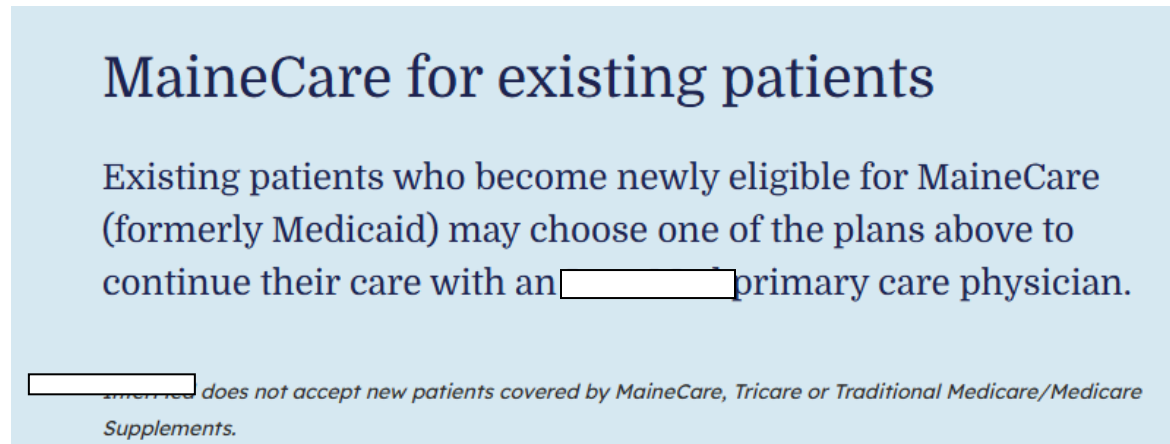 MaineCare for existing patients
Existing patients who become newly eligible for MaineCare
(formerly Medicaid) may choose one of the plans above to
continue their care with an primary care physician.
does not accept new patients covered by MaineCare, Tricare or Traditional Medicare/Medicare
Supplements.